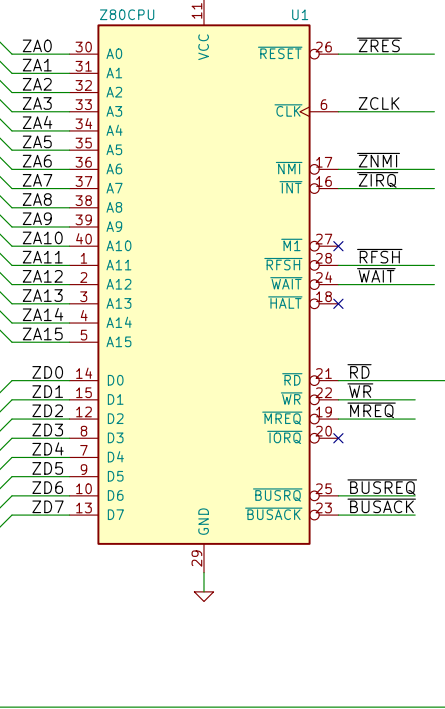 Z80CPU U1
11
VCC
ZA0 30 A0
ZA1 31 A1
ZA2 32 A2
ZA3 33 A3
ZA4 34 A4
ZA5 35 A5
ZA6 36 A6
ZA7 37 A7
ZA8 38 A8
ZA9 39 A9
ZA10 40 A10
ZA11 1 A11
ZA12 2 A12
ZA13 3 A13
ZA14 4 A14
ZA15 5 A15
ZD0 14 D0
ZD1 15 D1
ZD2 12 D2
ZD3 8 D3
ZD4 7 D4
ZD5 9 D5
ZD6 10 D6
ZD7 13 D7
RESET 26 ZRES
CLK 6 ZCLK
NMI 17 ZNMI
INT 16 ZIRQ
M1 27
RFSH 28 RFSH
WAIT 24 WAIT
HALT 18
RD 21 RD
WR 22 WR
MREQ 19 MREQ
IORQ 20
BUSRQ 25 BUSREQ
BUSACK 23 BUSACK
GND
29